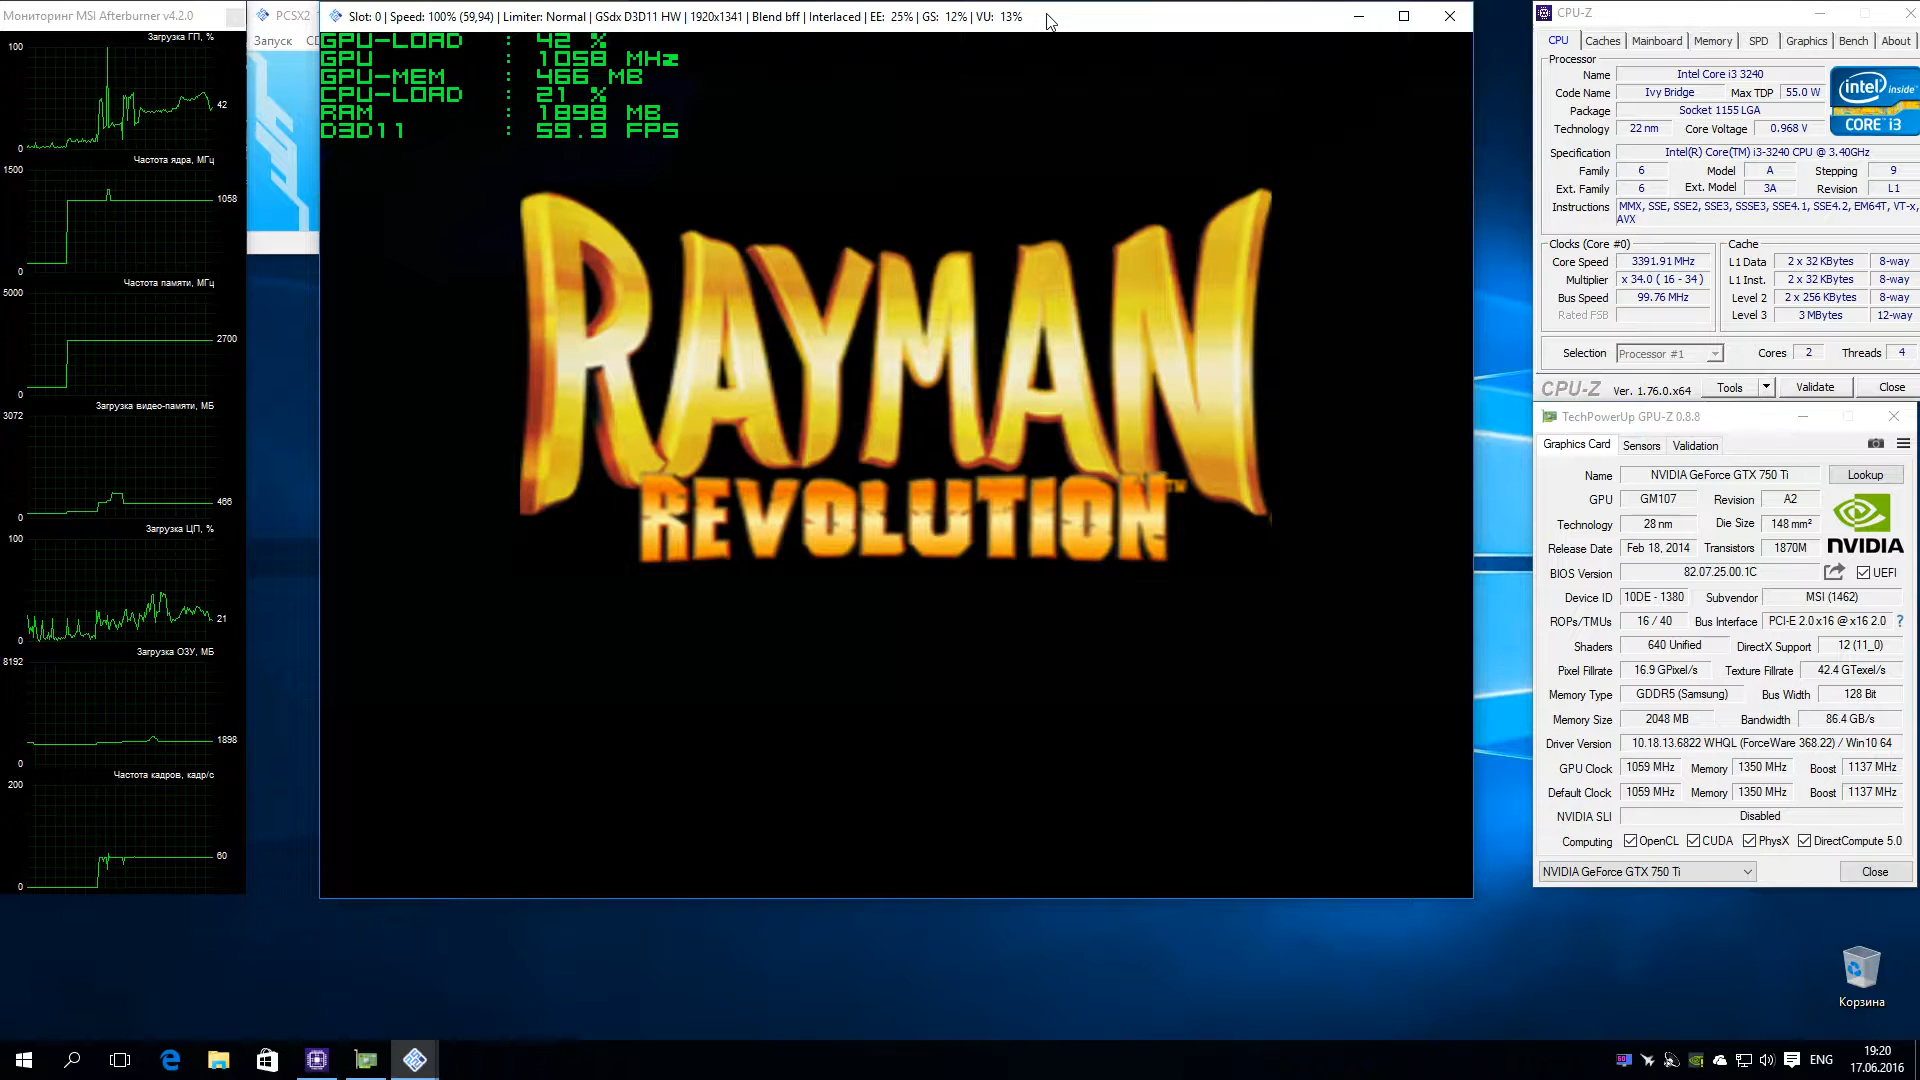 Мониторинг MSI Afterburner v4.2.0
Загрузка ГП, %
100
42
0
Частота ядра, МГц
1500
1058
0
Частота памяти, МГц
5000
2700
0
Загрузка видео-памяти, МБ
3072
466
0
Загрузка ЦП, %
100
21
0
Загрузка ОЗУ, МБ
8192
1898
0
Частота кадров, кадр/с
200
60
0
PCSX2
Запуск CD
Slot: 0 | Speed: 100% (59,94) | Limiter: Normal | GSdx D3D11 HW | 1920x1341 | Blend bff | Interlaced | EE: 25% | GS: 12% | VU: 13%
GPU-LOAD : 42 %
GPU : 1058 MHz
GPU-MEM : 466 MB
CPU-LOAD : 21 %
RAM : 1898 MB
D3D11 : 59.9 FPS
RAYMAN
REVOLUTION™
CPU-Z
CPU Caches Mainboard Memory SPD Graphics Bench About
Processor
Name Intel Core i3 3240
Code Name Ivy Bridge Max TDP 55.0 W
Package Socket 1155 LGA
Technology 22 nm Core Voltage 0.968 V
intel inside
CORE i3
Specification Intel(R) Core(TM) i3-3240 CPU @ 3.40GHz
Family 6 Model A Stepping 9
Ext. Family 6 Ext. Model 3A Revision L1
Instructions MMX, SSE, SSE2, SSE3, SSSE3, SSE4.1, SSE4.2, EM64T, VT-x,
AVX
Clocks (Core #0) Cache
Core Speed 3391.91 MHz L1 Data 2 x 32 KBytes 8-way
Multiplier x 34.0 ( 16 - 34 ) L1 Inst. 2 x 32 KBytes 8-way
Bus Speed 99.76 MHz Level 2 2 x 256 KBytes 8-way
Rated FSB Level 3 3 MBytes 12-way
Selection Processor #1 Cores 2 Threads 4
CPU-Z Ver. 1.76.0.x64 Tools Validate Close
TechPowerUp GPU-Z 0.8.8
Graphics Card Sensors Validation
Name NVIDIA GeForce GTX 750 Ti Lookup
GPU GM107 Revision A2
Technology 28 nm Die Size 148 mm²
Release Date Feb 18, 2014 Transistors 1870M
NVIDIA
BIOS Version 82.07.25.00.1C UEFI
Device ID 10DE - 1380 Subvendor MSI (1462)
ROPs/TMUs 16 / 40 Bus Interface PCI-E 2.0 x16 @ x16 2.0 ?
Shaders 640 Unified DirectX Support 12 (11_0)
Pixel Fillrate 16.9 GPixel/s Texture Fillrate 42.4 GTexel/s
Memory Type GDDR5 (Samsung) Bus Width 128 Bit
Memory Size 2048 MB Bandwidth 86.4 GB/s
Driver Version 10.18.13.6822 WHQL (ForceWare 368.22) / Win10 64
GPU Clock 1059 MHz Memory 1350 MHz Boost 1137 MHz
Default Clock 1059 MHz Memory 1350 MHz Boost 1137 MHz
NVIDIA SLI Disabled
Computing OpenCL CUDA PhysX DirectCompute 5.0
NVIDIA GeForce GTX 750 Ti Close
Корзина
ENG
19:20
17.06.2016